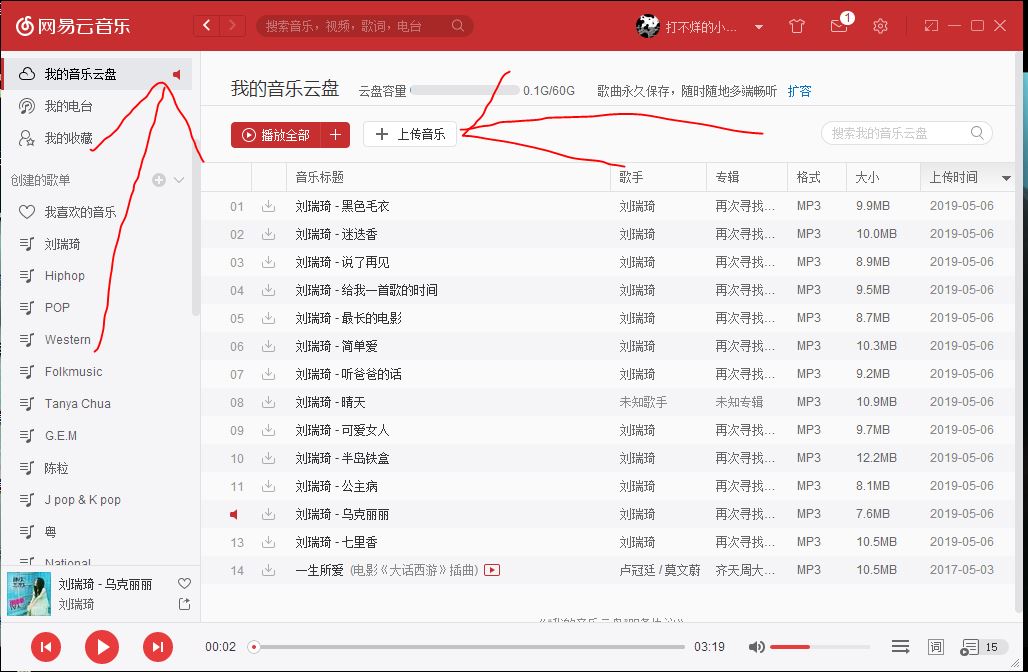 网易云音乐
搜索音乐，视频，歌词，电台
打不烊的小...
1
我的音乐云盘
我的电台
我的收藏
创建的歌单
我喜欢的音乐
刘瑞琦
Hiphop
POP
Western
Folkmusic
Tanya Chua
G.E.M
陈粒
J pop & K pop
粤
National
我的音乐云盘 云盘容量 0.1G/60G 歌曲永久保存，随时随地多端畅听 扩容
播放全部 + + 上传音乐 搜索我的音乐云盘
音乐标题 歌手 专辑 格式 大小 上传时间
01 刘瑞琦 - 黑色毛衣 刘瑞琦 再次寻找... MP3 9.9MB 2019-05-06
02 刘瑞琦 - 迷迭香 刘瑞琦 再次寻找... MP3 10.0MB 2019-05-06
03 刘瑞琦 - 说了再见 刘瑞琦 再次寻找... MP3 8.9MB 2019-05-06
04 刘瑞琦 - 给我一首歌的时间 刘瑞琦 再次寻找... MP3 9.5MB 2019-05-06
05 刘瑞琦 - 最长的电影 刘瑞琦 再次寻找... MP3 8.7MB 2019-05-06
06 刘瑞琦 - 简单爱 刘瑞琦 再次寻找... MP3 10.3MB 2019-05-06
07 刘瑞琦 - 听爸爸的话 刘瑞琦 再次寻找... MP3 9.2MB 2019-05-06
08 刘瑞琦 - 晴天 未知歌手 未知专辑 MP3 10.9MB 2019-05-06
09 刘瑞琦 - 可爱女人 刘瑞琦 再次寻找... MP3 9.7MB 2019-05-06
10 刘瑞琦 - 半岛铁盒 刘瑞琦 再次寻找... MP3 12.2MB 2019-05-06
11 刘瑞琦 - 公主病 刘瑞琦 再次寻找... MP3 8.1MB 2019-05-06
刘瑞琦 - 乌克丽丽 刘瑞琦 再次寻找... MP3 7.6MB 2019-05-06
13 刘瑞琦 - 七里香 刘瑞琦 再次寻找... MP3 10.5MB 2019-05-06
14 一生所爱 (电影《大话西游》插曲) 卢冠廷 / 莫文蔚 齐天周大... MP3 10.5MB 2017-05-03
《“我的音乐云盘”服务协议》
刘瑞琦 - 乌克丽丽
刘瑞琦
00:02 03:19 词 15